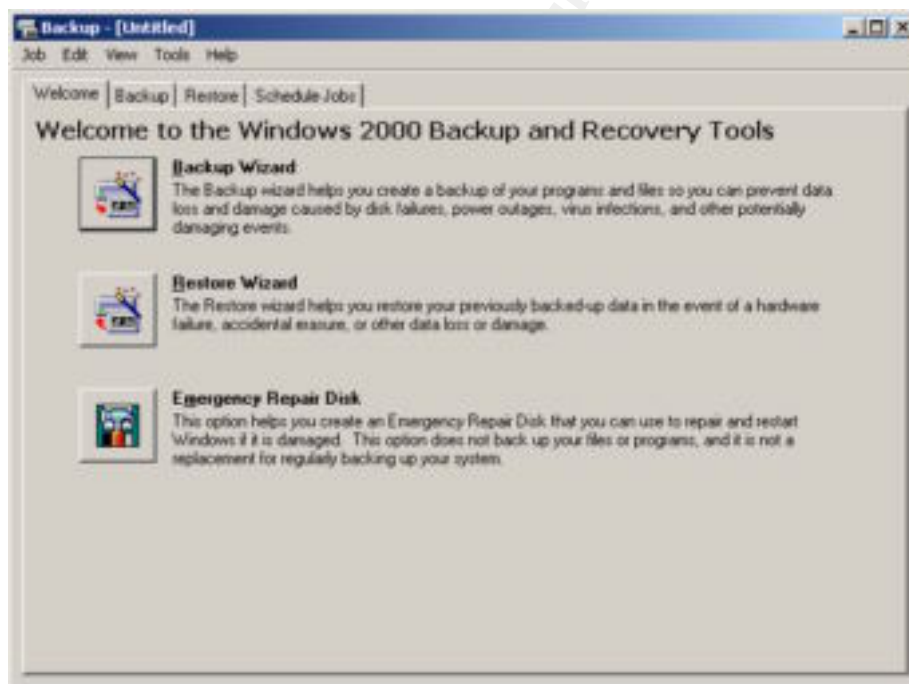 Backup - [Untitled]
Job Edit View Tools Help
Welcome Backup Restore Schedule Jobs
Welcome to the Windows 2000 Backup and Recovery Tools
Backup Wizard
The Backup wizard helps you create a backup of your programs and files so you can prevent data
loss and damage caused by disk failures, power outages, virus infections, and other potentially
damaging events.
Restore Wizard
The Restore wizard helps you restore your previously backed-up data in the event of a hardware
failure, accidental erasure, or other data loss or damage.
Emergency Repair Disk
This option helps you create an Emergency Repair Disk that you can use to repair and restart
Windows if it is damaged. This option does not back up your files or programs, and it is not a
replacement for regularly backing up your system.